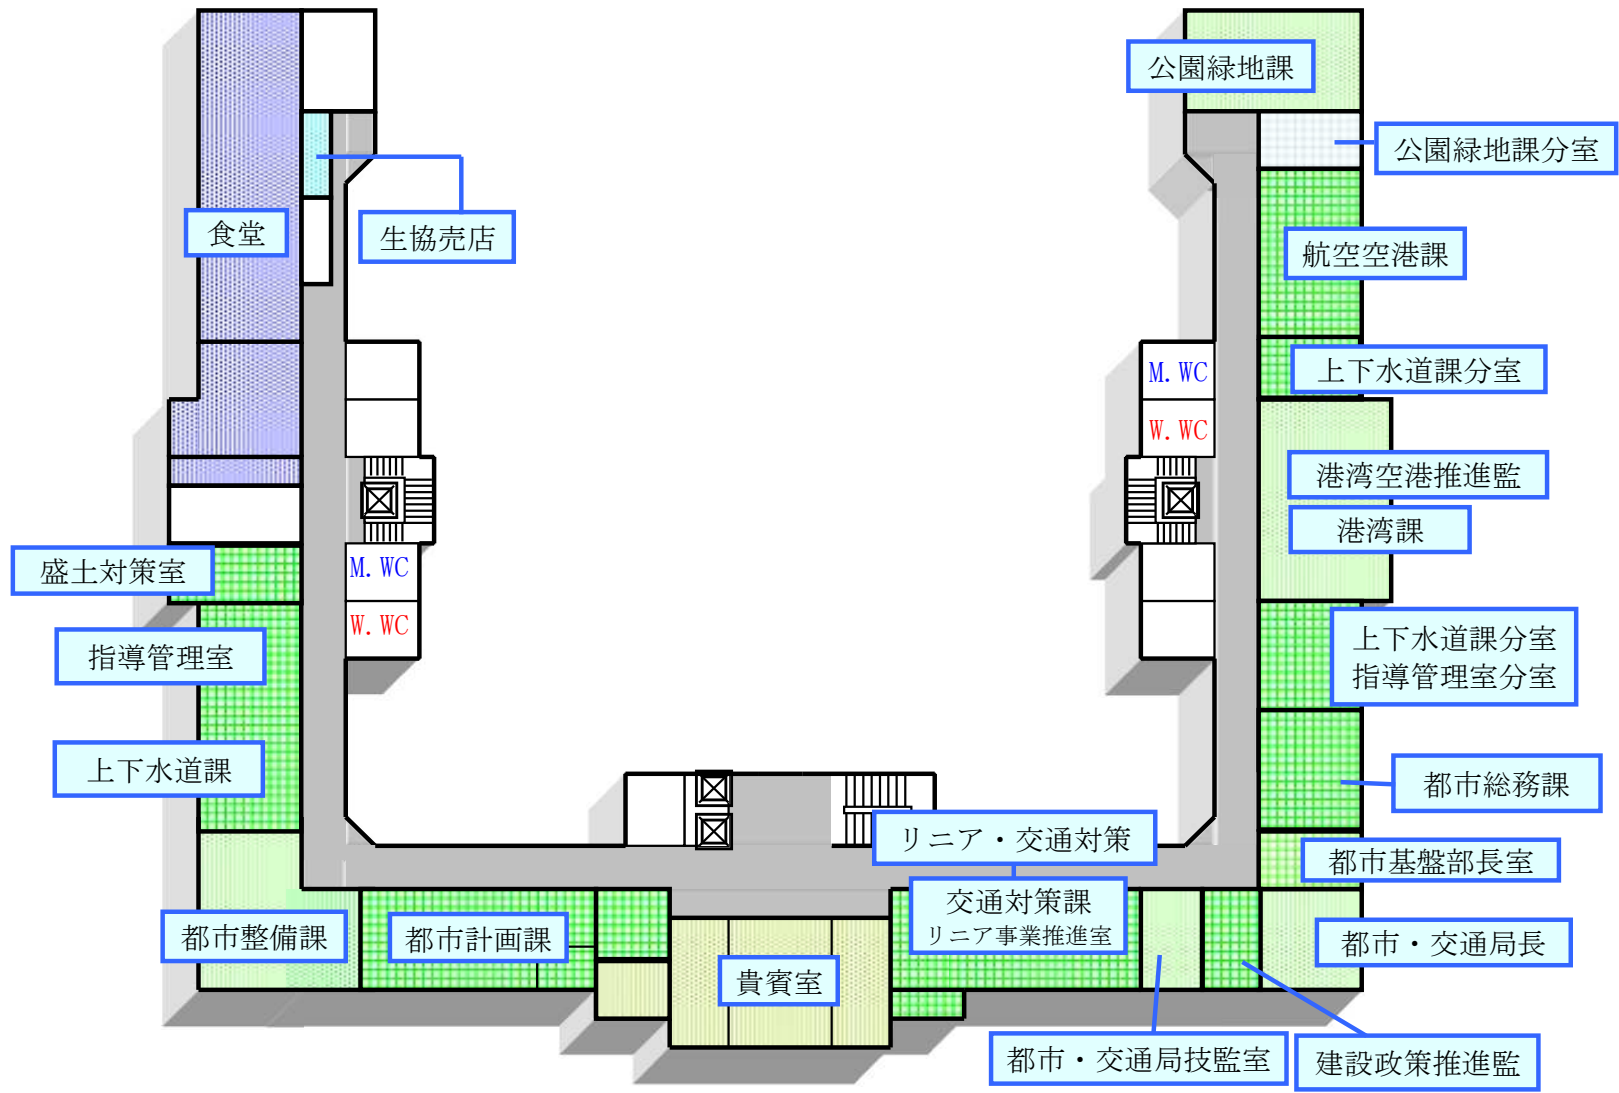 公園緑地課
公園緑地課分室
食堂
生協売店
航空空港課
M.WC
上下水道課分室
W.WC
港湾空港推進監
港湾課
盛土対策室
M.WC
W.WC
指導管理室
上下水道課分室
指導管理室分室
上下水道課
都市総務課
リニア・交通対策
都市基盤部長室
都市整備課
都市計画課
交通対策課
リニア事業推進室
都市・交通局長
貴賓室
都市・交通局技監室
建設政策推進監